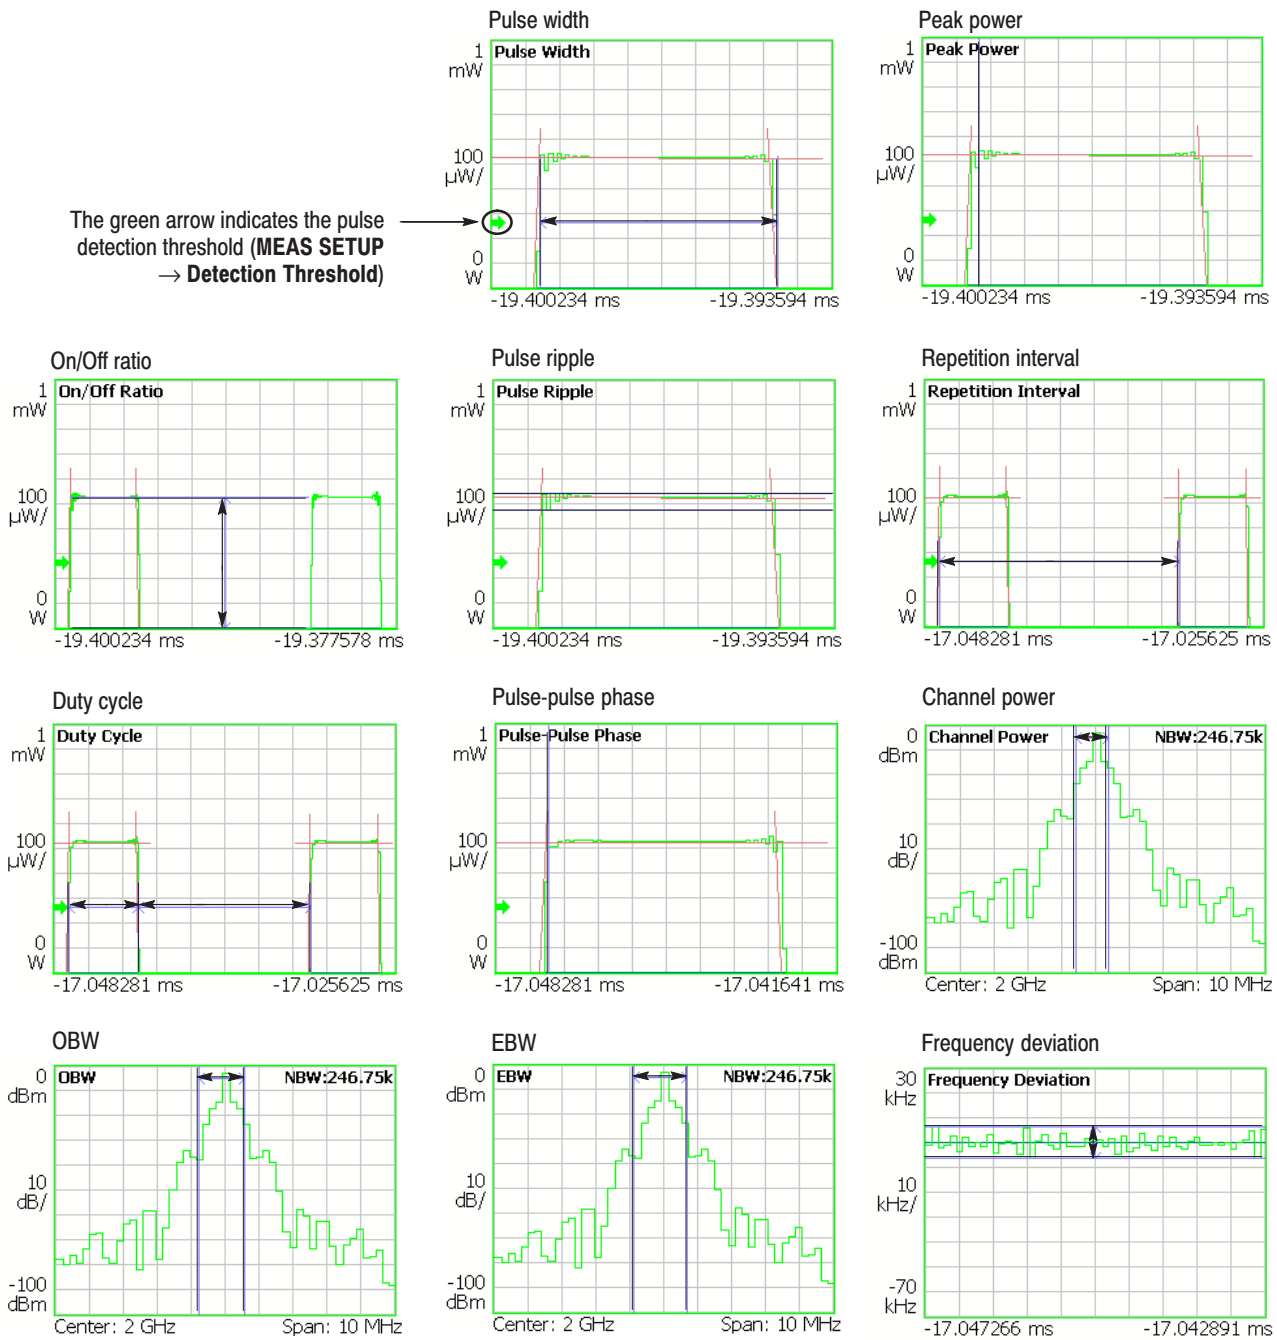 Pulse width
Pulse Width
1
mW
100
µW/
0
W
-19.400234 ms
-19.393594 ms
Peak power
Peak Power
1
mW
100
µW/
0
W
-19.400234 ms
-19.393594 ms
The green arrow indicates the pulse
detection threshold (MEAS SETUP
→ Detection Threshold)
On/Off ratio
On/Off Ratio
1
mW
100
µW/
0
W
-19.400234 ms
-19.377578 ms
Pulse ripple
Pulse Ripple
1
mW
100
µW/
0
W
-19.400234 ms
-19.393594 ms
Repetition interval
Repetition Interval
1
mW
100
µW/
0
W
-17.048281 ms
-17.025625 ms
Duty cycle
Duty Cycle
1
mW
100
µW/
0
W
-17.048281 ms
-17.025625 ms
Pulse-pulse phase
Pulse-Pulse Phase
1
mW
100
µW/
0
W
-17.048281 ms
-17.041641 ms
Channel power
Channel Power
NBW:246.75k
0
dBm
10
dB/
-100
dBm
Center: 2 GHz
Span: 10 MHz
OBW
OBW
NBW:246.75k
0
dBm
10
dB/
-100
dBm
Center: 2 GHz
Span: 10 MHz
EBW
EBW
NBW:246.75k
0
dBm
10
dB/
-100
dBm
Center: 2 GHz
Span: 10 MHz
Frequency deviation
Frequency Deviation
30
kHz
10
kHz/
-70
kHz
-17.047266 ms
-17.042891 ms